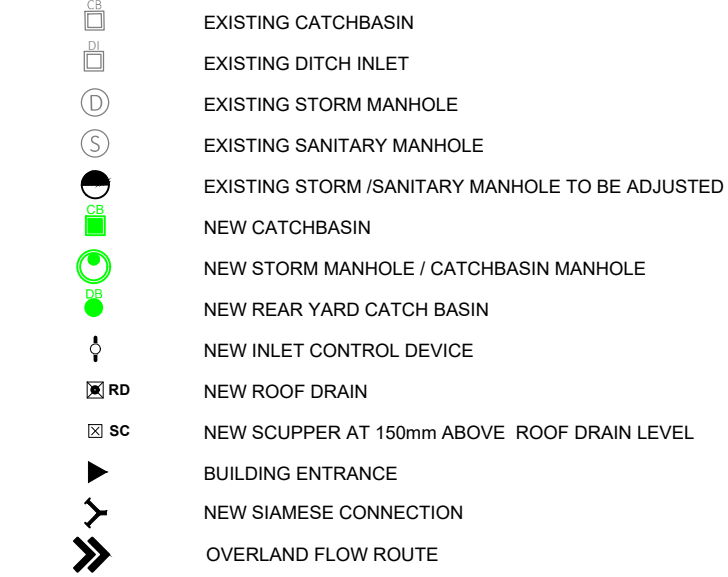 CB
EXISTING CATCHBASIN
DI
EXISTING DITCH INLET
D EXISTING STORM MANHOLE
S EXISTING SANITARY MANHOLE
EXISTING STORM /SANITARY MANHOLE TO BE ADJUSTED
CB
NEW CATCHBASIN
NEW STORM MANHOLE / CATCHBASIN MANHOLE
DB
NEW REAR YARD CATCH BASIN
NEW INLET CONTROL DEVICE
RD NEW ROOF DRAIN
SC NEW SCUPPER AT 150mm ABOVE ROOF DRAIN LEVEL
BUILDING ENTRANCE
NEW SIAMESE CONNECTION
OVERLAND FLOW ROUTE